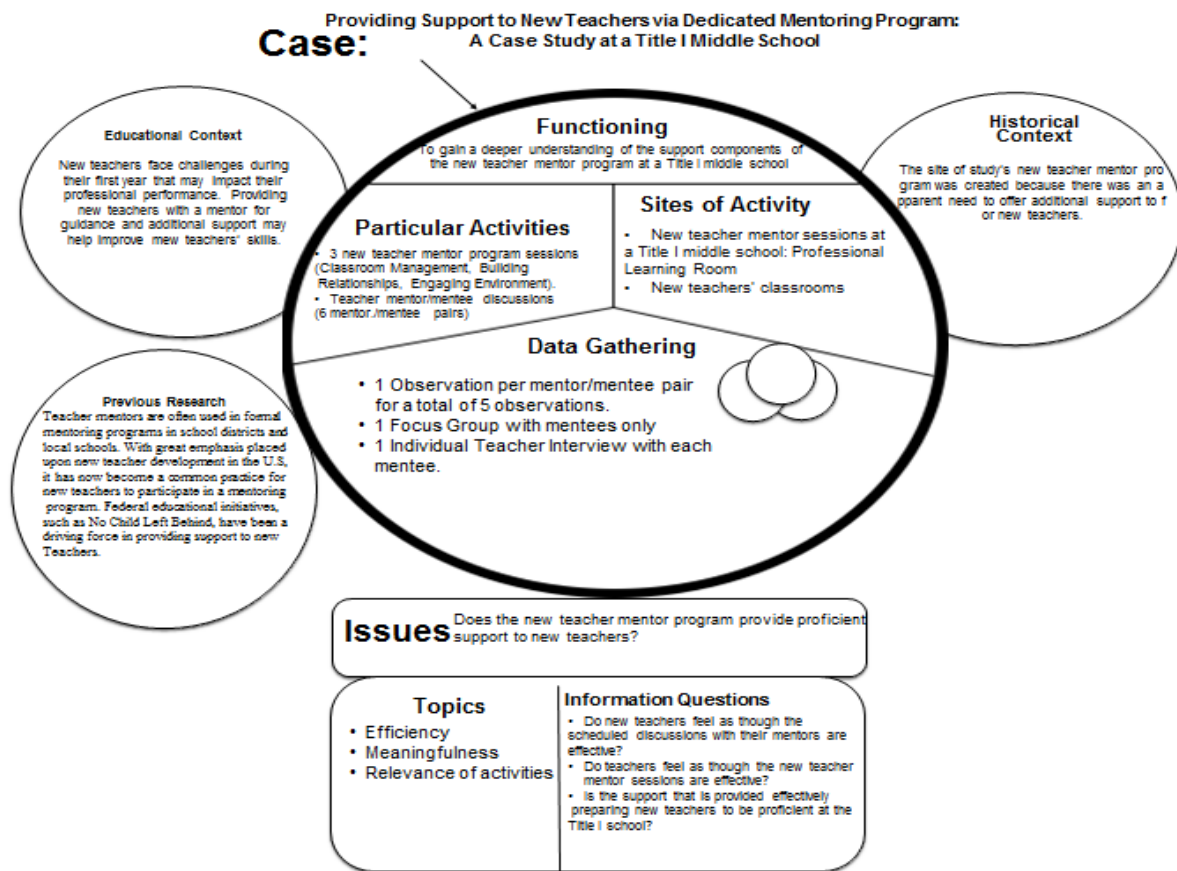 Providing Support to New Teachers via Dedicated Mentoring Program:
Case: A Case Study at a Title I Middle School
Educational Context
New teachers face challenges during
their first year that may impact their
professional performance. Providing
new teachers with a mentor for
guidance and additional support may
help improve mew teachers' skills.
Functioning
To gain a deeper understanding of the support components of
the new teacher mentor program at a Title I middle school
Historical
Context
The site of study's new teacher mentor pro
gram was created because there was an a
pparent need to offer additional support to f
or new teachers.
Particular Activities
• 3 new teacher mentor program sessions
(Classroom Management, Building
Relationships, Engaging Environment).
• Teacher mentor/mentee discussions
(6 mentor./mentee pairs)
Sites of Activity
• New teacher mentor sessions at
a Title I middle school: Professional
Learning Room
• New teachers' classrooms
Previous Research
Teacher mentors are often used in formal
mentoring programs in school districts and
local schools. With great emphasis placed
upon new teacher development in the U.S,
it has now become a common practice for
new teachers to participate in a mentoring
program. Federal educational initiatives,
such as No Child Left Behind, have been a
driving force in providing support to new
Teachers.
Data Gathering
• 1 Observation per mentor/mentee pair
for a total of 5 observations.
• 1 Focus Group with mentees only
• 1 Individual Teacher Interview with each
mentee.
Issues Does the new teacher mentor program provide proficient
support to new teachers?
Topics
• Efficiency
• Meaningfulness
• Relevance of activities
Information Questions
• Do new teachers feel as though the
scheduled discussions with their mentors are
effective?
• Do teachers feel as though the new teacher
mentor sessions are effective?
• Is the support that is provided effectively
preparing new teachers to be proficient at the
Title I school?